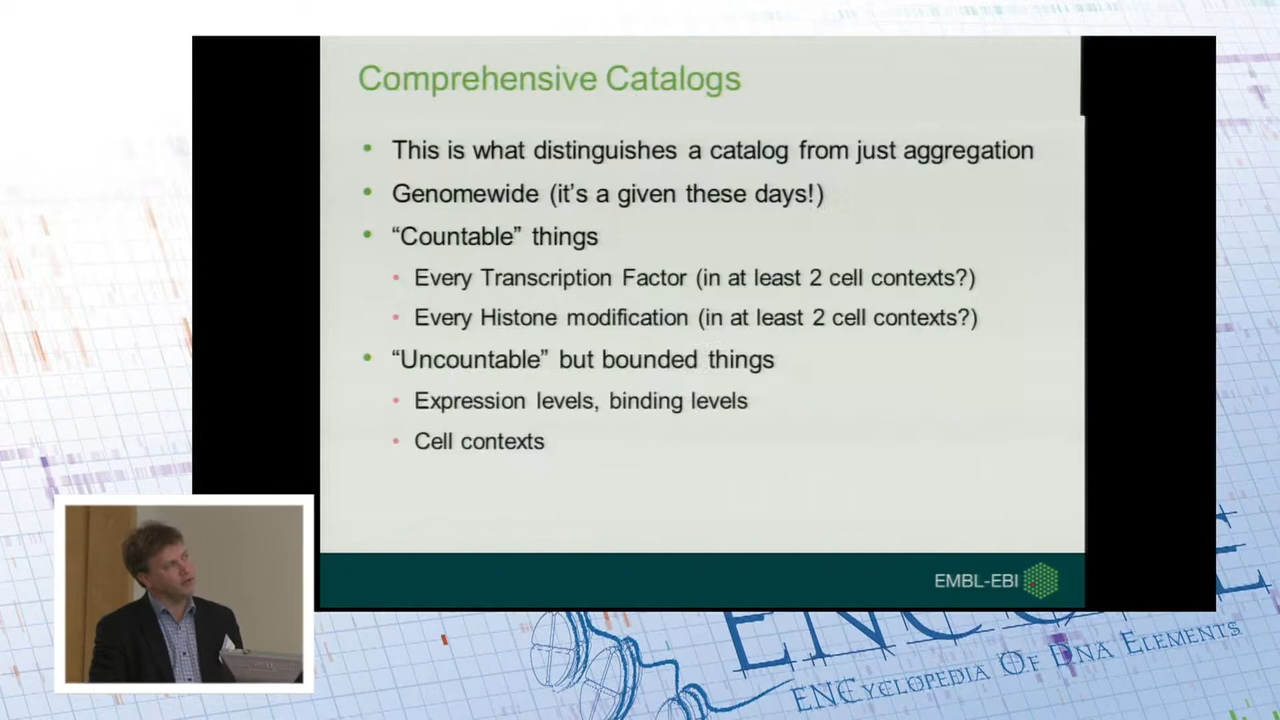 Comprehensive Catalogs
• This is what distinguishes a catalog from just aggregation
• Genomewide (it's a given these days!)
• “Countable” things
• Every Transcription Factor (in at least 2 cell contexts?)
• Every Histone modification (in at least 2 cell contexts?)
• “Uncountable” but bounded things
• Expression levels, binding levels
• Cell contexts
EMBL-EBI
ENCODE
ENCYCLOPEDIA OF DNA ELEMENTS